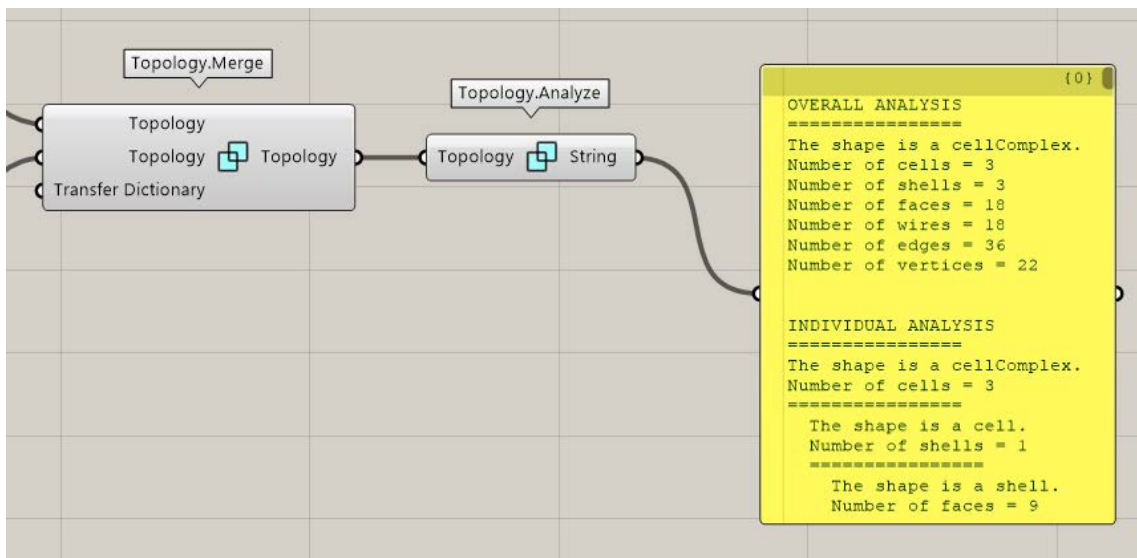 Topology.Merge
Topology
Topology
Transfer Dictionary
Topology
Topology.Analyze
Topology
String
{0}
OVERALL ANALYSIS
================
The shape is a cellComplex.
Number of cells = 3
Number of shells = 3
Number of faces = 18
Number of wires = 18
Number of edges = 36
Number of vertices = 22
INDIVIDUAL ANALYSIS
================
The shape is a cellComplex.
Number of cells = 3
================
The shape is a cell.
Number of shells = 1
================
The shape is a shell.
Number of faces = 9